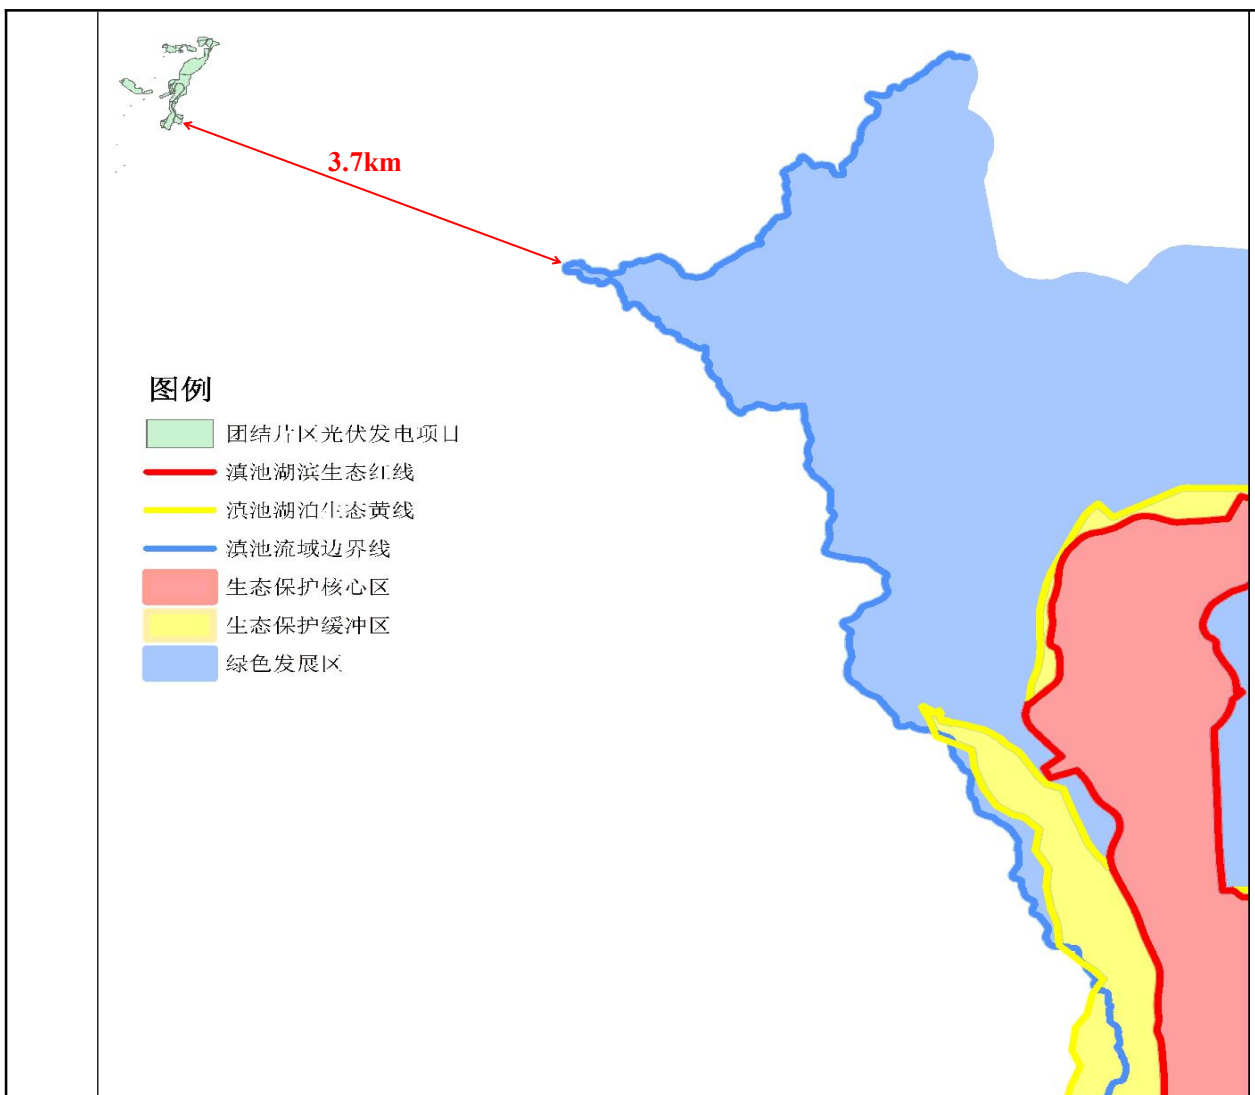 3.7km
图例
团结片区光伏发电项目
滇池湖滨生态红线
滇池湖泊生态黄线
滇池流域边界线
生态保护核心区
生态保护缓冲区
绿色发展区